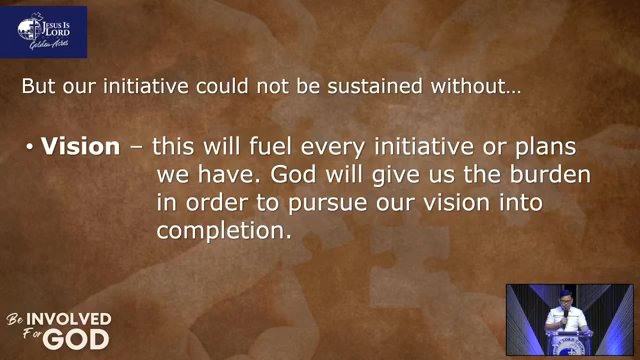 JESUS IS
LORD
Golden Acres
But our initiative could not be sustained without…
• Vision – this will fuel every initiative or plans
we have. God will give us the burden
in order to pursue our vision into
completion.
Be INVOLVED
For GOD